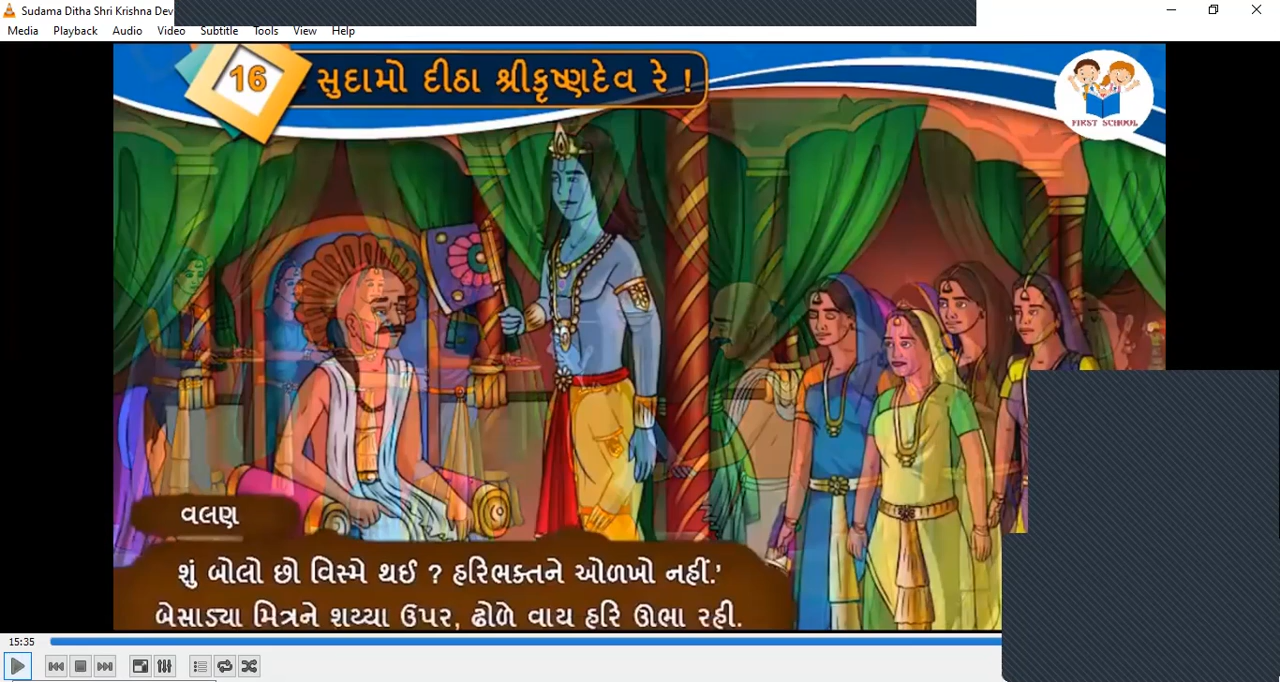 Sudama Ditha Shri Krishna Dev
Media Playback Audio Video Subtitle Tools View Help
16
સુદામો દીઠા શ્રીકૃષ્ણદેવ રે !
FIRST SCHOOL
વલણ
શું બોલો છો વિસ્મે થઈ ? હરિભક્તને ઓળખો નહીં.'
બેસાડ્યા મિત્રને શય્યા ઉપર, ઢોળે વાય હરિ ઊભા રહી.
15:35